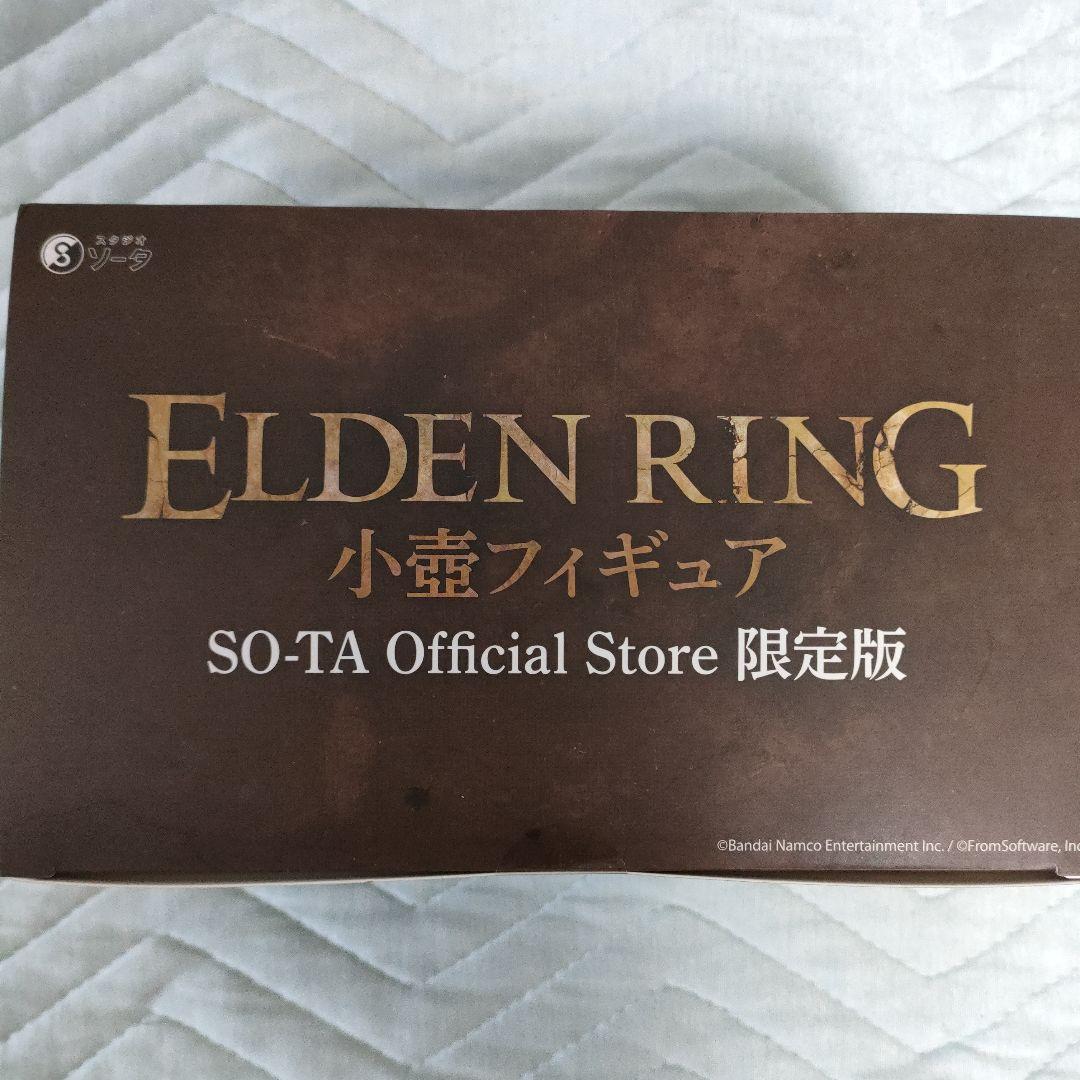 S
スタジオ
ソータ
ELDEN RING
小壺フィギュア
SO-TA Official Store 限定版
©Bandai Namco Entertainment Inc. / ©FromSoftware, Inc